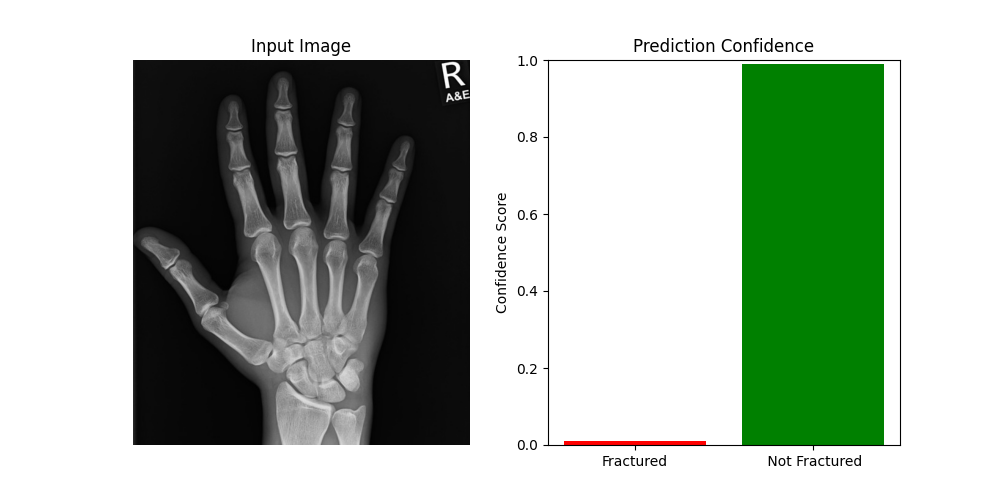 Input Image
R
A&E
Prediction Confidence
Confidence Score
1.0
0.8
0.6
0.4
0.2
0.0
Fractured
Not Fractured